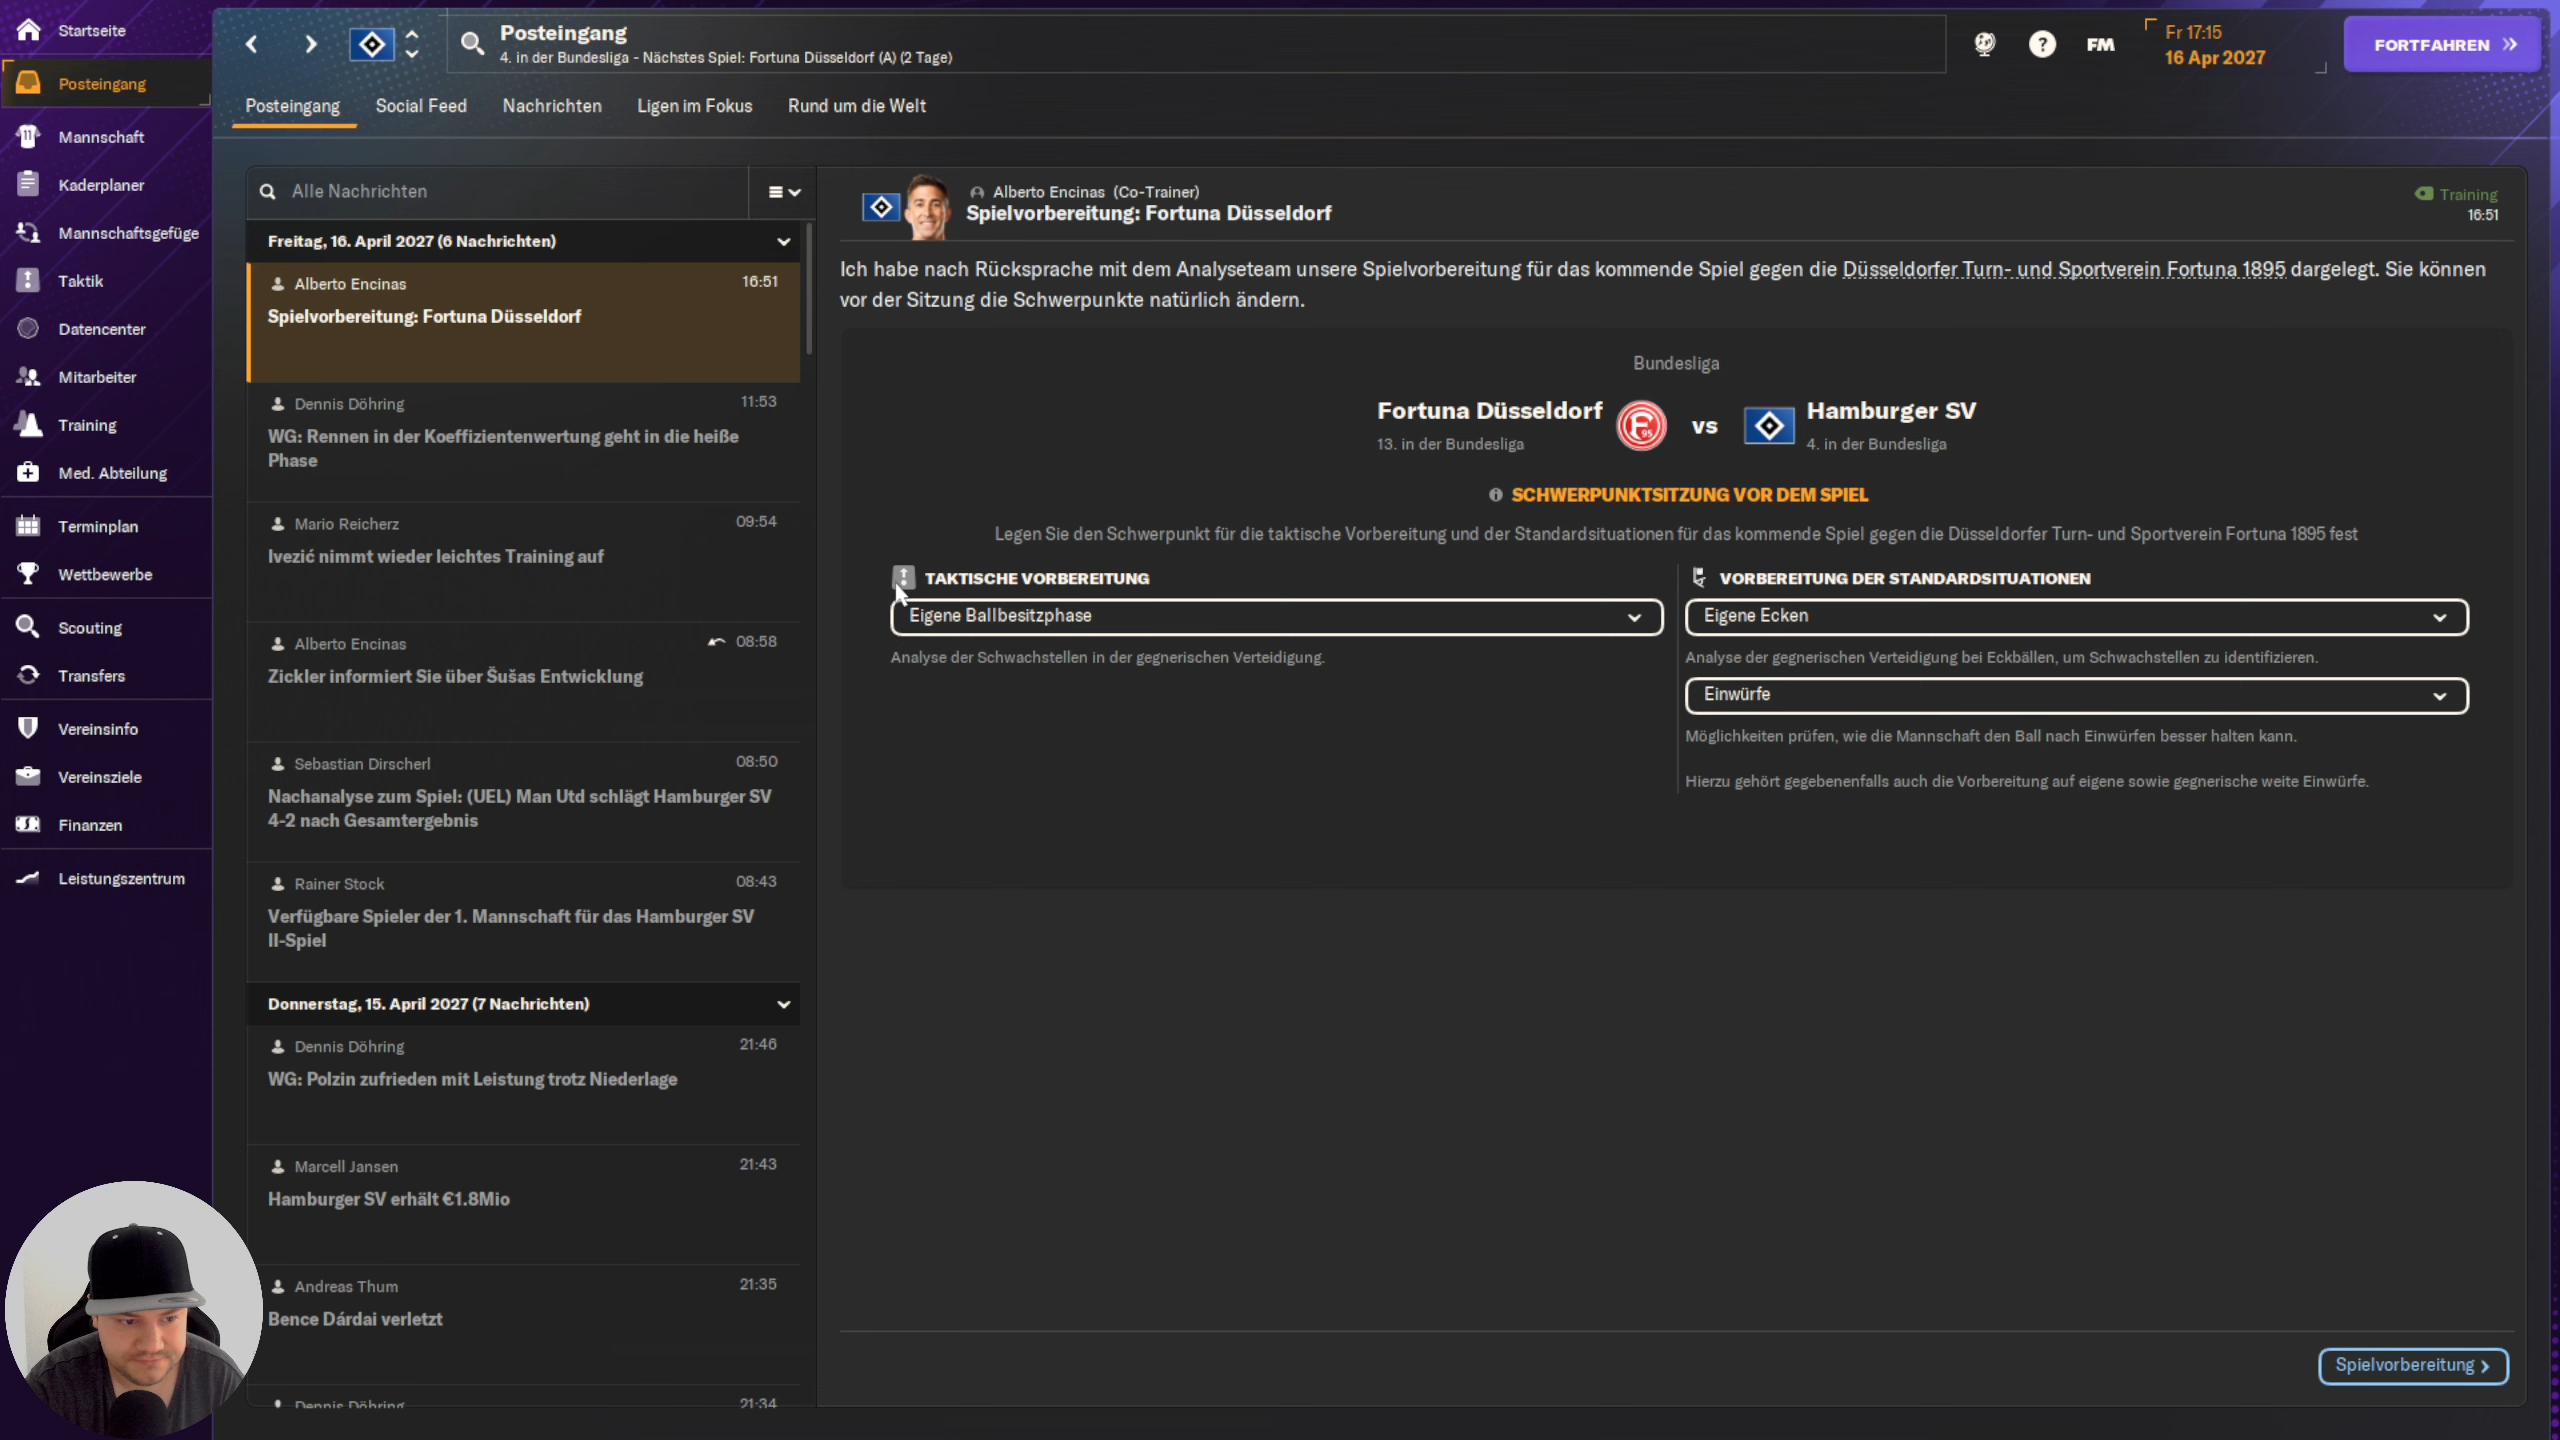 Startseite
Posteingang
Mannschaft
Kaderplaner
Mannschaftsgefüge
Taktik
Datencenter
Mitarbeiter
Training
Med. Abteilung
Terminplan
Wettbewerbe
Scouting
Transfers
Vereinsinfo
Vereinsziele
Finanzen
Leistungszentrum
Posteingang
4. in der Bundesliga - Nächstes Spiel: Fortuna Düsseldorf (A) (2 Tage)
?
FM
Fr 17:15
16 Apr 2027
FORTFAHREN
Posteingang Social Feed Nachrichten Ligen im Fokus Rund um die Welt
Alle Nachrichten
Freitag, 16. April 2027 (6 Nachrichten)
Alberto Encinas 16:51
Spielvorbereitung: Fortuna Düsseldorf
Dennis Döhring 11:53
WG: Rennen in der Koeffizientenwertung geht in die heiße
Phase
Mario Reicherz 09:54
Ivezić nimmt wieder leichtes Training auf
Alberto Encinas 08:58
Zickler informiert Sie über Šušas Entwicklung
Sebastian Dirscherl 08:50
Nachanalyse zum Spiel: (UEL) Man Utd schlägt Hamburger SV
4-2 nach Gesamtergebnis
Rainer Stock 08:43
Verfügbare Spieler der 1. Mannschaft für das Hamburger SV
II-Spiel
Donnerstag, 15. April 2027 (7 Nachrichten)
Dennis Döhring 21:46
WG: Polzin zufrieden mit Leistung trotz Niederlage
Marcell Jansen 21:43
Hamburger SV erhält €1.8Mio
Andreas Thum 21:35
Bence Dárdai verletzt
Dennis Döhring 21:34
Alberto Encinas (Co-Trainer)
Spielvorbereitung: Fortuna Düsseldorf
Training
16:51
Ich habe nach Rücksprache mit dem Analyseteam unsere Spielvorbereitung für das kommende Spiel gegen die Düsseldorfer Turn- und Sportverein Fortuna 1895 dargelegt. Sie können
vor der Sitzung die Schwerpunkte natürlich ändern.
Bundesliga
Fortuna Düsseldorf vs Hamburger SV
13. in der Bundesliga 4. in der Bundesliga
SCHWERPUNKTSITZUNG VOR DEM SPIEL
Legen Sie den Schwerpunkt für die taktische Vorbereitung und der Standardsituationen für das kommende Spiel gegen die Düsseldorfer Turn- und Sportverein Fortuna 1895 fest
TAKTISCHE VORBEREITUNG
Eigene Ballbesitzphase
Analyse der Schwachstellen in der gegnerischen Verteidigung.
VORBEREITUNG DER STANDARDSITUATIONEN
Eigene Ecken
Analyse der gegnerischen Verteidigung bei Eckbällen, um Schwachstellen zu identifizieren.
Einwürfe
Möglichkeiten prüfen, wie die Mannschaft den Ball nach Einwürfen besser halten kann.
Hierzu gehört gegebenenfalls auch die Vorbereitung auf eigene sowie gegnerische weite Einwürfe.
Spielvorbereitung